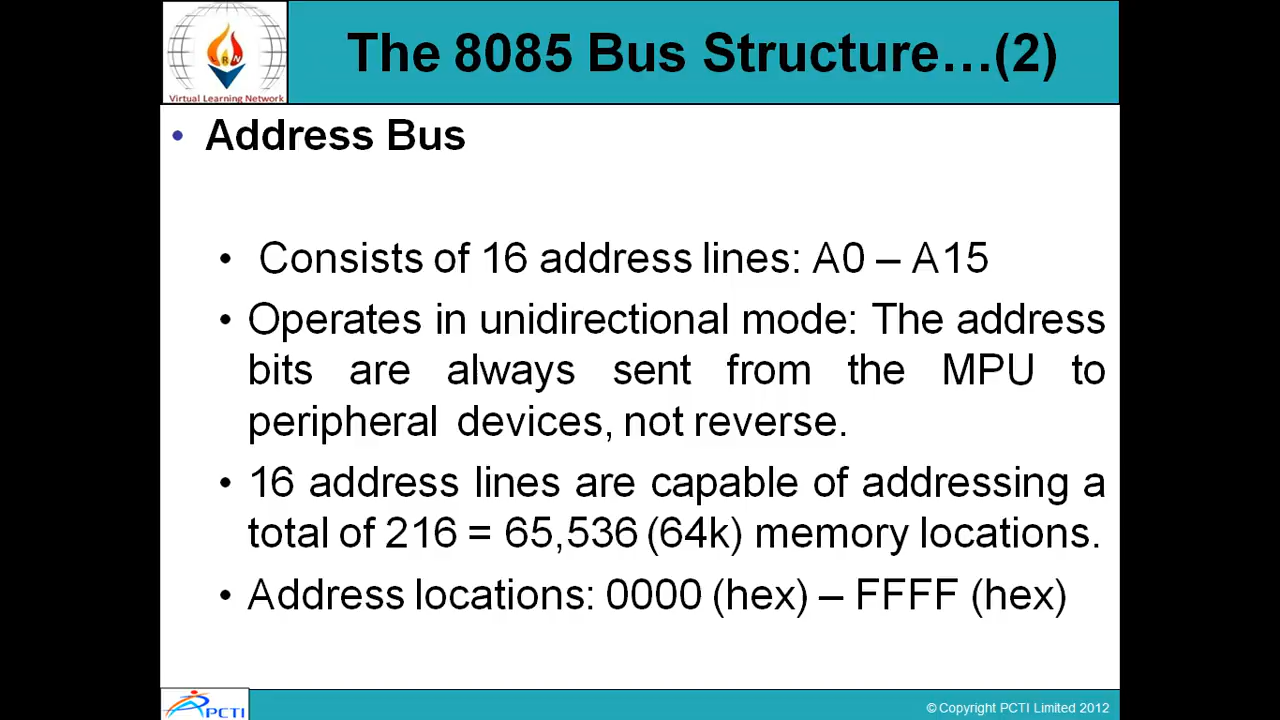 The 8085 Bus Structure...(2)
Virtual Learning Network
• Address Bus
• Consists of 16 address lines: A0 – A15
• Operates in unidirectional mode: The address
bits are always sent from the MPU to
peripheral devices, not reverse.
• 16 address lines are capable of addressing a
total of 216 = 65,536 (64k) memory locations.
• Address locations: 0000 (hex) – FFFF (hex)
PCTI
© Copyright PCTI Limited 2012